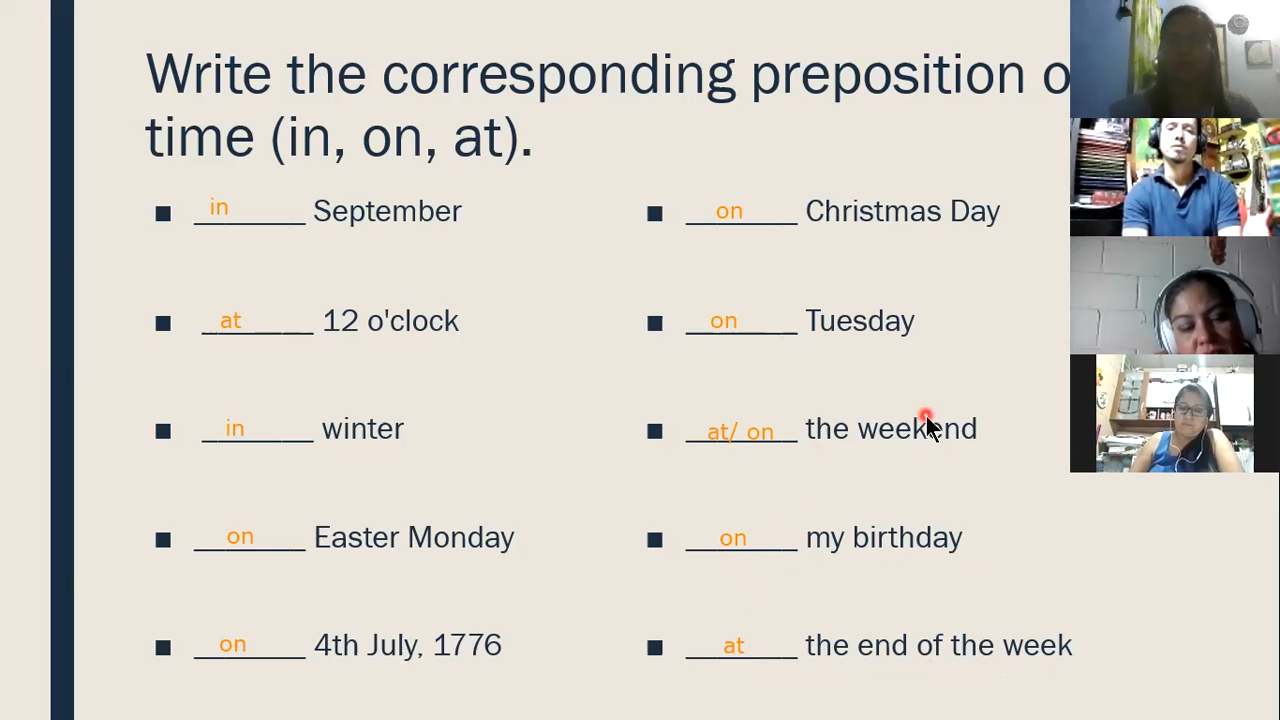 Write the corresponding preposition o
time (in, on, at).
■ in September
■ at 12 o'clock
■ in winter
■ on Easter Monday
■ on 4th July, 1776
■ on Christmas Day
■ on Tuesday
■ at/ on the weekend
■ on my birthday
■ at the end of the week